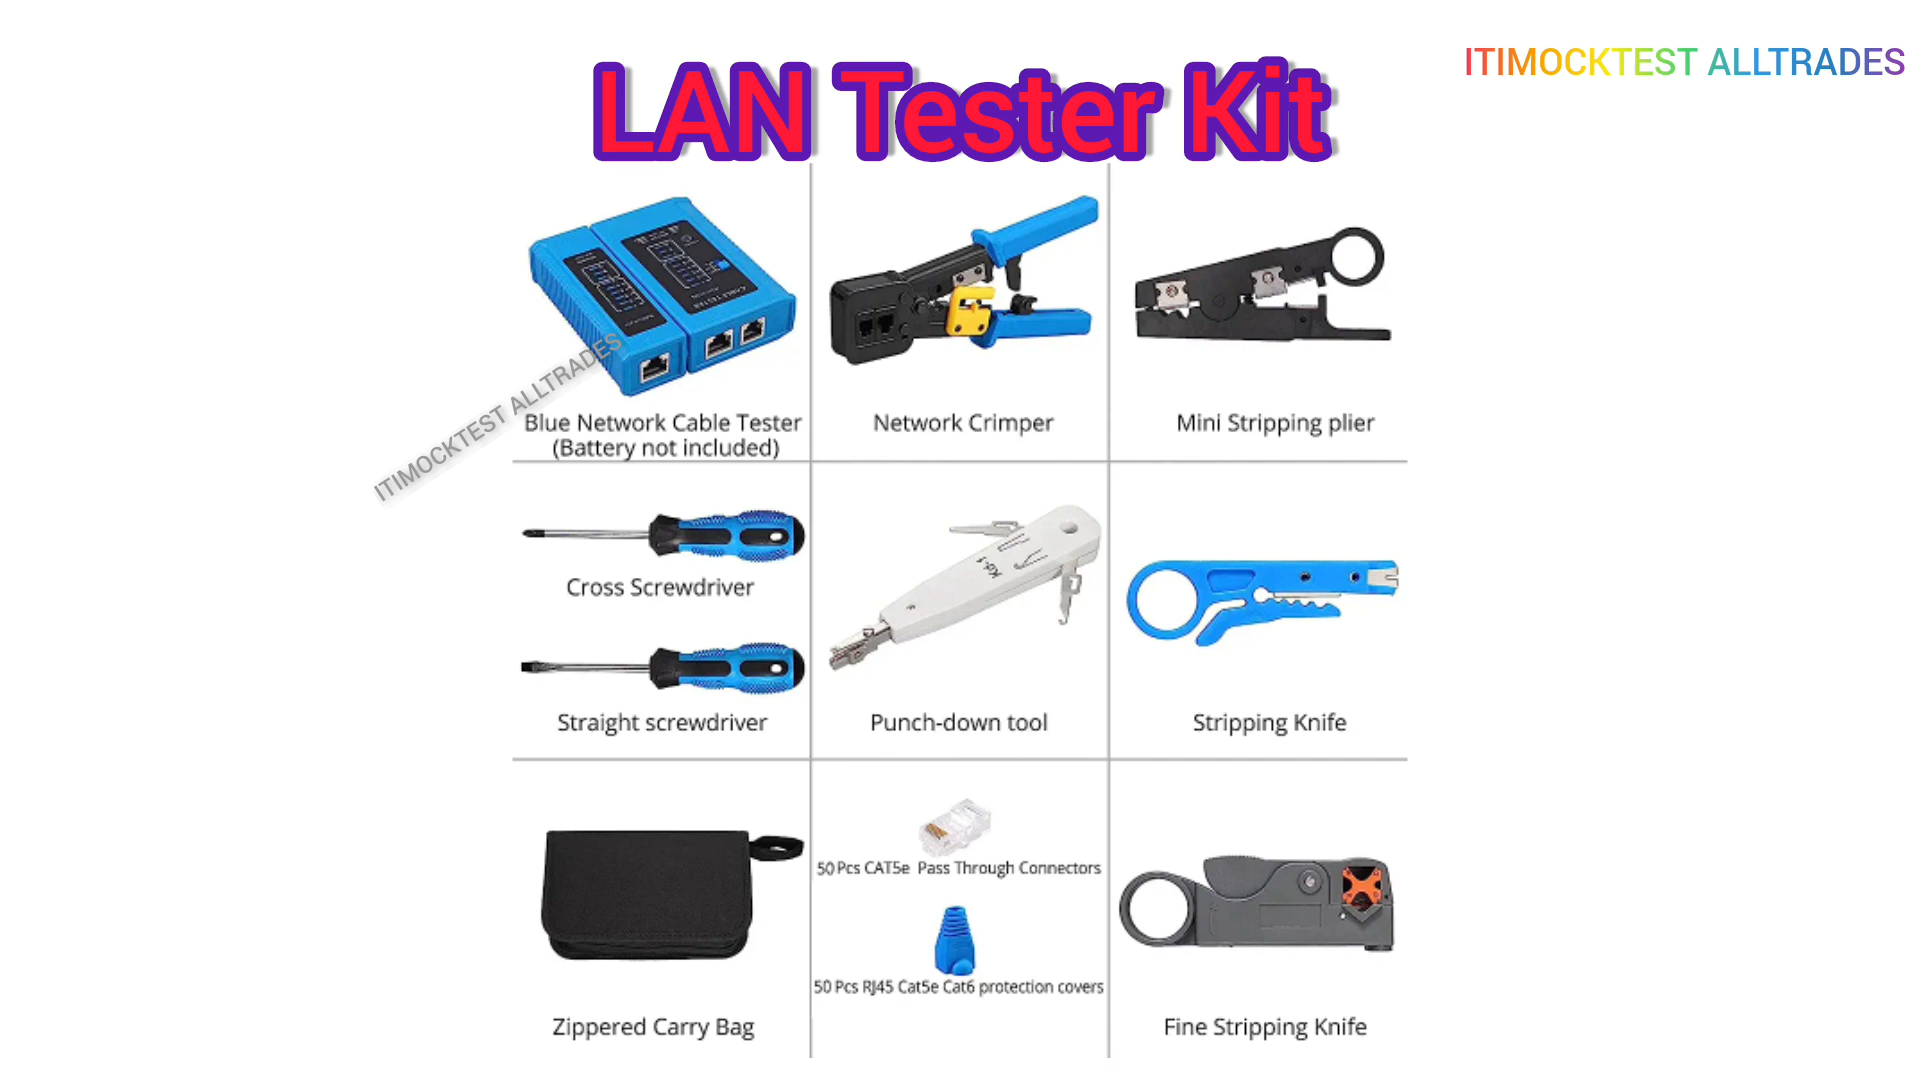 ITIMOCKTEST ALLTRADES
LAN Tester Kit
ITIMOCKTEST ALLTRADES
Blue Network Cable Tester
(Battery not included)
Network Crimper
Mini Stripping plier
Cross Screwdriver
Straight screwdriver
Kd-1
Punch-down tool
Stripping Knife
Zippered Carry Bag
50 Pcs CAT5e Pass Through Connectors
50 Pcs RJ45 Cat5e Cat6 protection covers
Fine Stripping Knife